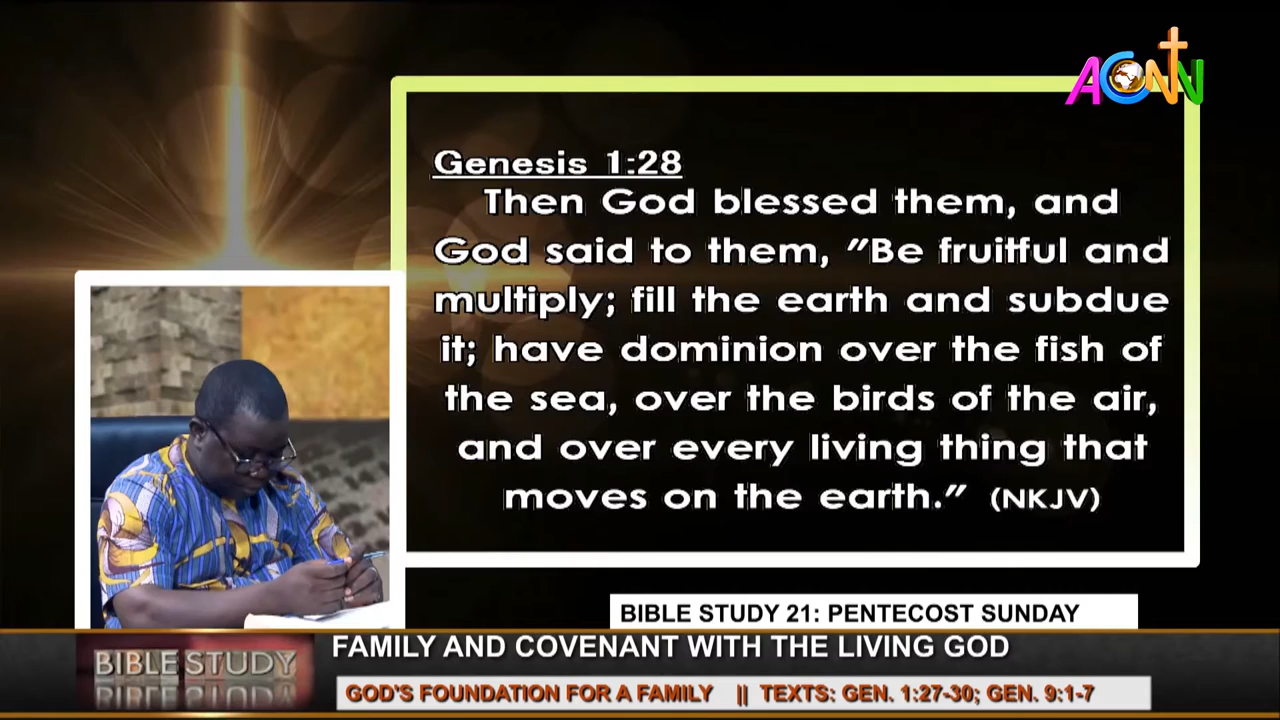 ACNN
Genesis 1:28
Then God blessed them, and
God said to them, "Be fruitful and
multiply; fill the earth and subdue
it; have dominion over the fish of
the sea, over the birds of the air,
and over every living thing that
moves on the earth." (NKJV)
BIBLE STUDY 21: PENTECOST SUNDAY
BIBLE STUDY
FAMILY AND COVENANT WITH THE LIVING GOD
GOD'S FOUNDATION FOR A FAMILY || TEXTS: GEN. 1:27-30; GEN. 9:1-7